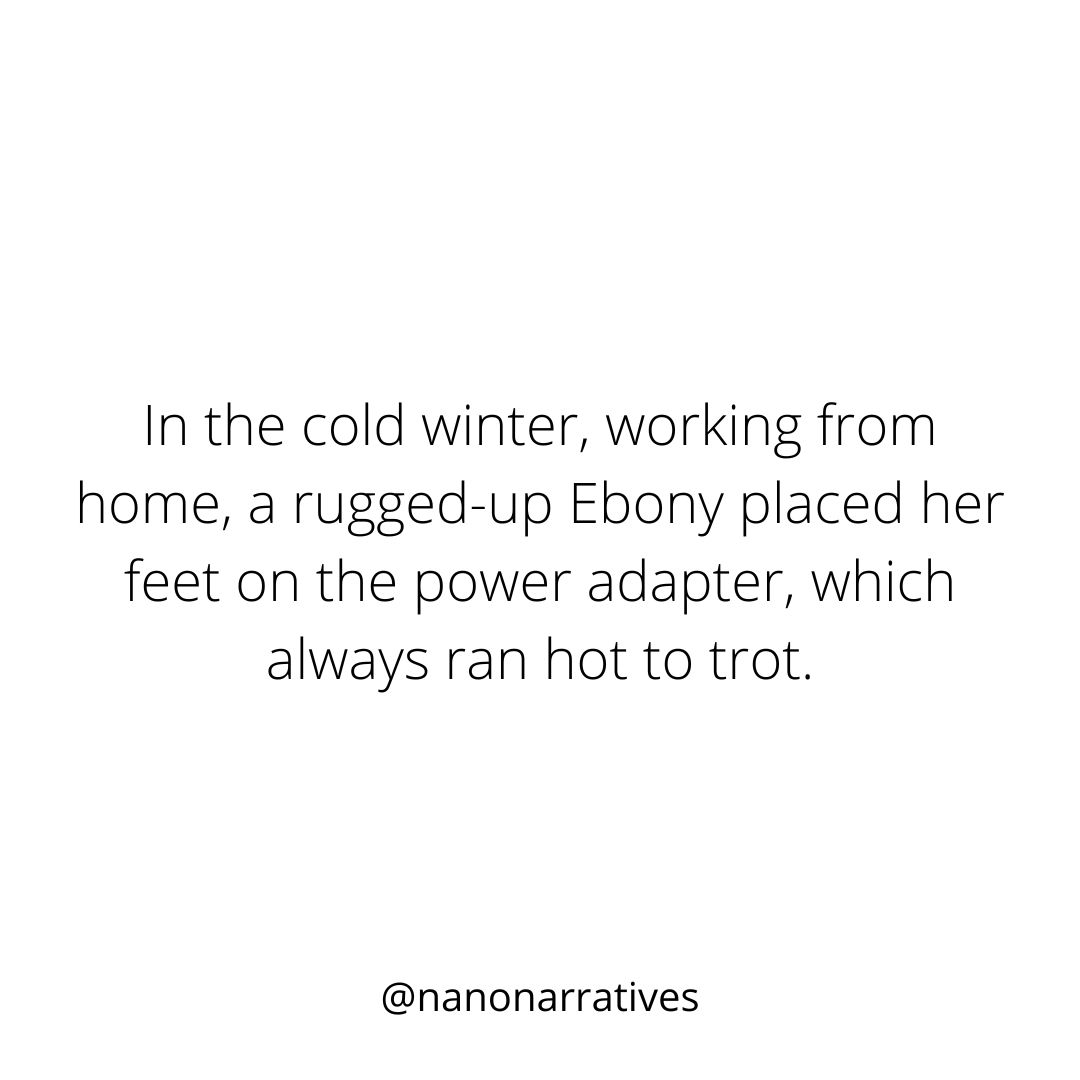 In the cold winter, working from
home, a rugged-up Ebony placed her
feet on the power adapter, which
always ran hot to trot.
@nanonarratives